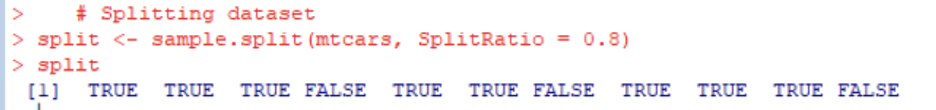 > # Splitting dataset
> split <- sample.split(mtcars, SplitRatio = 0.8)
> split
[1] TRUE TRUE TRUE FALSE TRUE TRUE FALSE TRUE TRUE TRUE FALSE